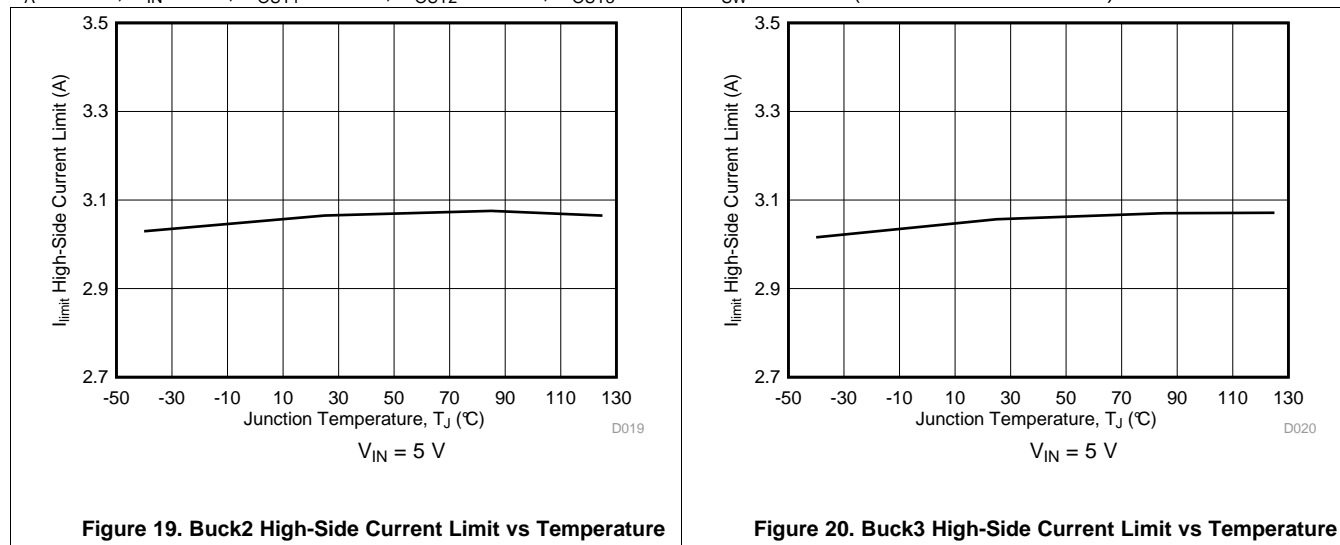 3.5
3.3
3.1
2.9
2.7
Ilimit High-Side Current Limit (A)
-50 -30 -10 10 30 50 70 90 110 130
Junction Temperature, TJ (°C)
D019
VIN = 5 V
Figure 19. Buck2 High-Side Current Limit vs Temperature
3.5
3.3
3.1
2.9
2.7
Ilimit High-Side Current Limit (A)
-50 -30 -10 10 30 50 70 90 110 130
Junction Temperature, TJ (°C)
D020
VIN = 5 V
Figure 20. Buck3 High-Side Current Limit vs Temperature